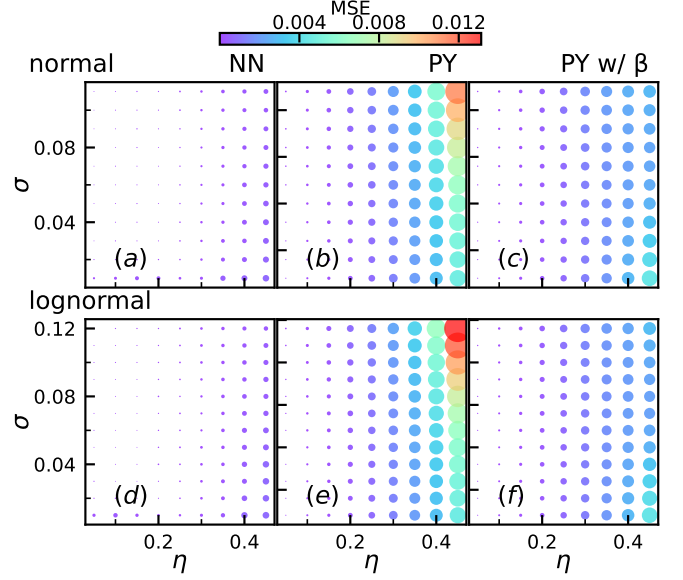 MSE
0.004 0.008 0.012
normal NN PY PY w/ β
0.08
σ
0.04
(a) (b) (c)
lognormal
0.12
0.08
σ
0.04
(d) (e) (f)
0.2 0.4 0.2 0.4 0.2 0.4
η η η